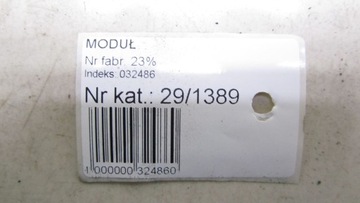 MODUŁ
Nr fabr. 23%
Indeks: 032486
Nr kat.: 29/1389
1 000000 324860